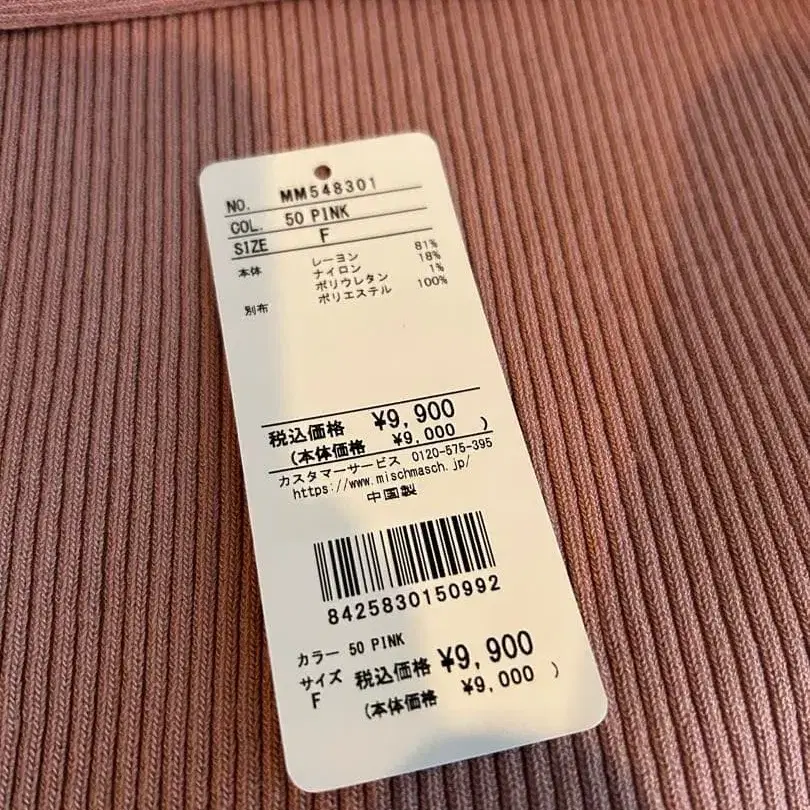 NO. MM548301
COL. 50 PINK
SIZE F
本体 レーヨン 81%
ナイロン 18%
ポリウレタン 1%
別布 ポリエステル 100%
税込価格 ¥9,900
(本体価格 ¥9,000 )
カスタマーサービス 0120-575-395
https://www.mischmasch.jp/
中国製
8425830150992
カラー 50 PINK
サイズ 税込価格 ¥9,900
F (本体価格 ¥9,000 )